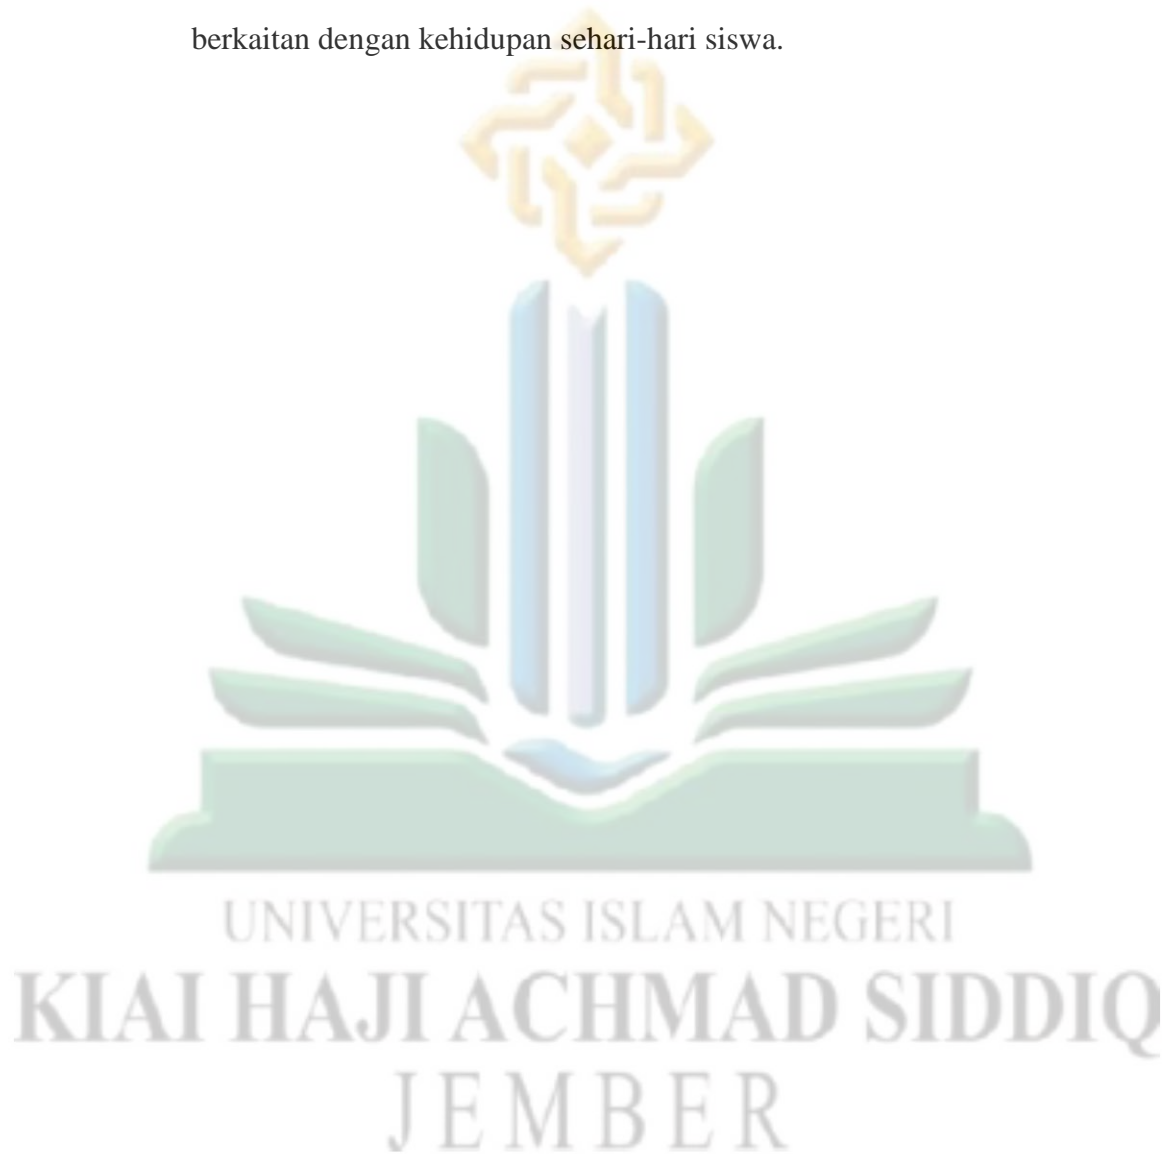 berkaitan dengan kehidupan sehari-hari siswa.
UNIVERSITAS ISLAM NEGERI
KIAI HAJI ACHMAD SIDDIQ
JEMBER